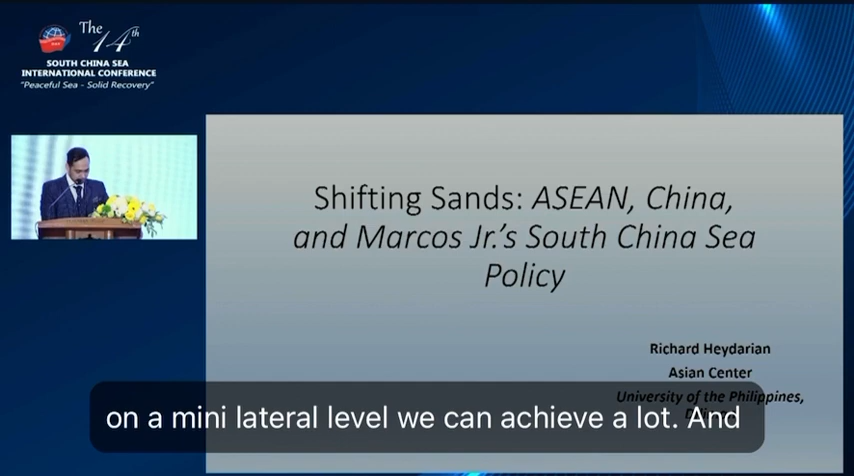 The 14th
SOUTH CHINA SEA
INTERNATIONAL CONFERENCE
"Peaceful Sea - Solid Recovery"
Shifting Sands: ASEAN, China,
and Marcos Jr.'s South China Sea
Policy
Richard Heydarian
Asian Center
University of the Philippines,
on a mini lateral level we can achieve a lot. And